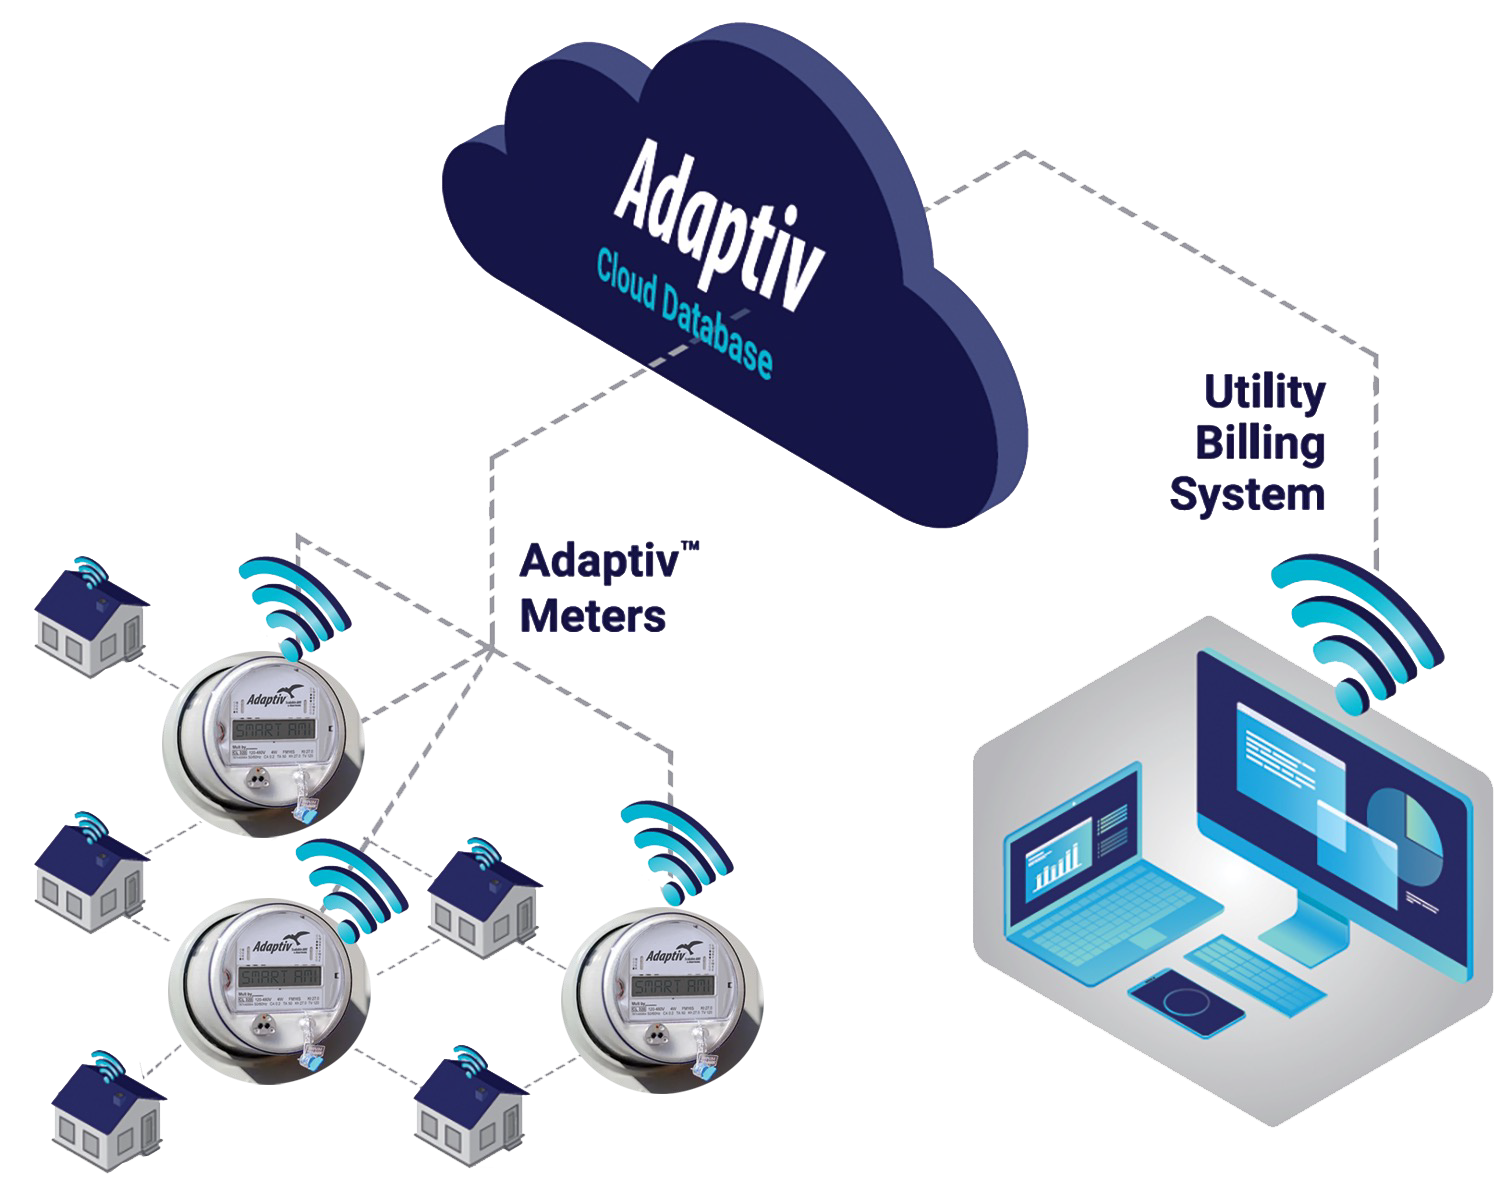 Adaptiv
Cloud Database
Utility
Billing
System
Adaptiv™
Meters
Adaptiv
SMART AMI
Adaptiv
SMART AMI
Adaptiv
SMART AMI